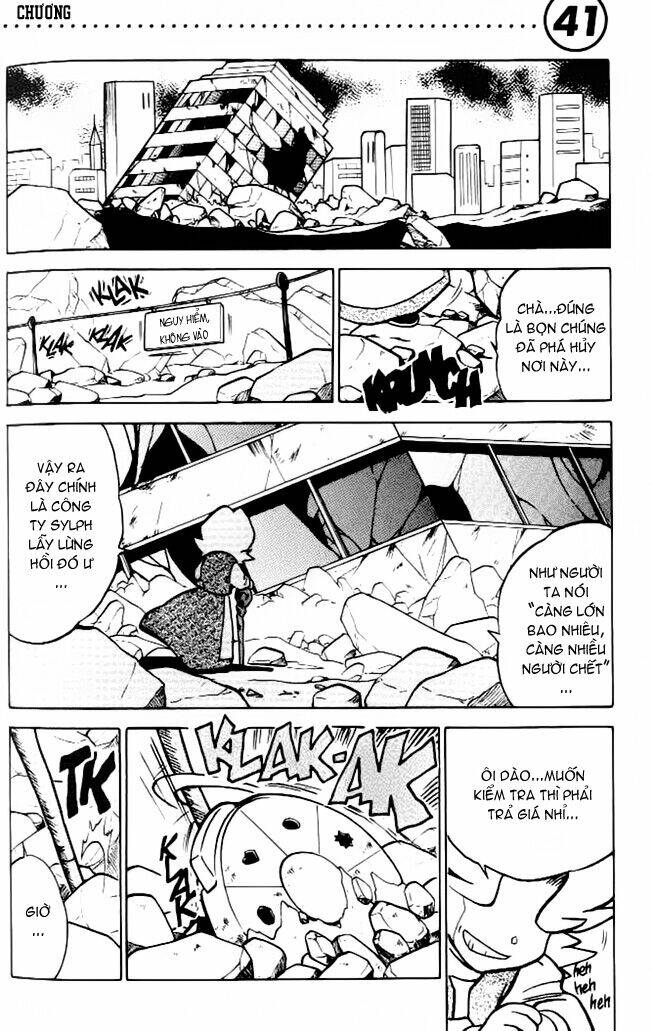 CHƯƠNG
41
KLAK
KLAK
KLAK
NGUY HIỂM,
KHÔNG VÀO
CHÀ...ĐÚNG
LÀ BỌN CHÚNG
ĐÃ PHÁ HỦY
NƠI NÀY...
KRUNCH
VẬY RA
ĐÂY CHÍNH
LÀ CÔNG
TY SYLPH
LẪY LỪNG
HỒI ĐÓ Ư
...
NHƯ NGƯỜI
TA NÓI
“CÀNG LỚN
BAO NHIÊU,
CÀNG NHIỀU
NGƯỜI CHẾT”
...
TK
GIỜ
...
KLAK-AK
KLAK
ÔI DÀO...MUỐN
KIỂM TRA THÌ PHẢI
TRẢ GIÁ NHỈ...
heh
heh
heh